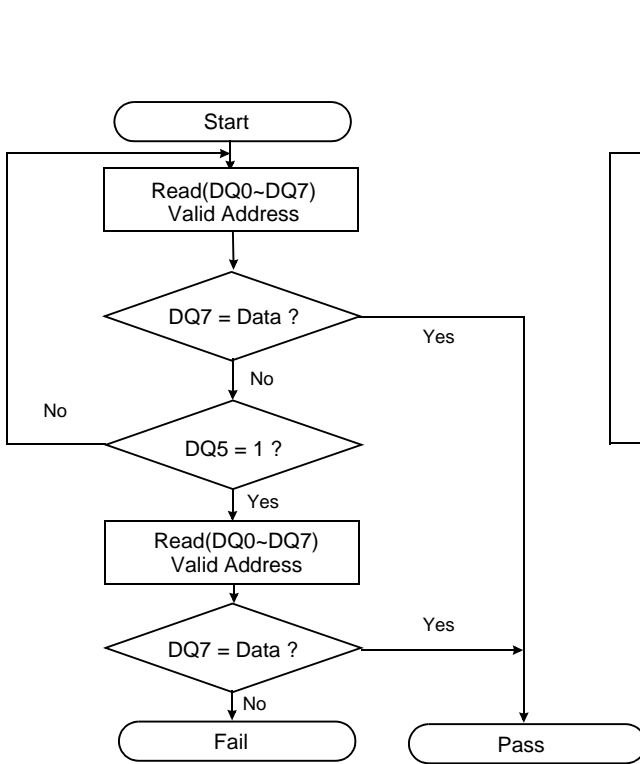 Start
Read(DQ0~DQ7)
Valid Address
DQ7 = Data ?
Yes
No
No
DQ5 = 1 ?
Yes
Read(DQ0~DQ7)
Valid Address
Yes
DQ7 = Data ?
No
Fail
Pass